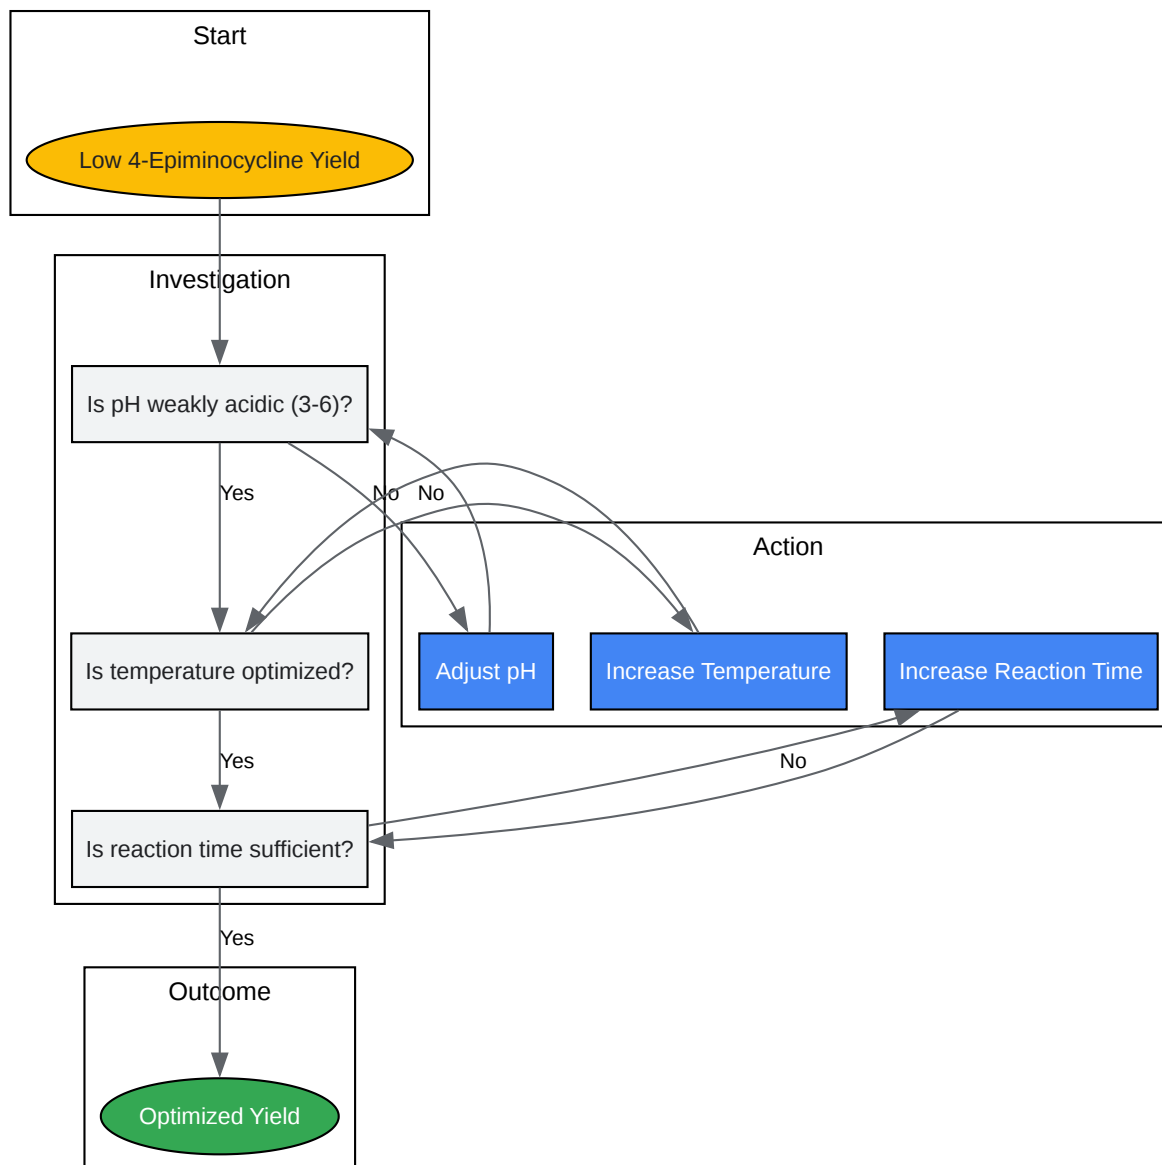 Start
Low 4-Epiminocycline Yield
Investigation
Is pH weakly acidic (3-6)?
Yes
No
No
Action
Is temperature optimized?
Adjust pH
Increase Temperature
Increase Reaction Time
Yes
No
Is reaction time sufficient?
Yes
Outcome
Optimized Yield